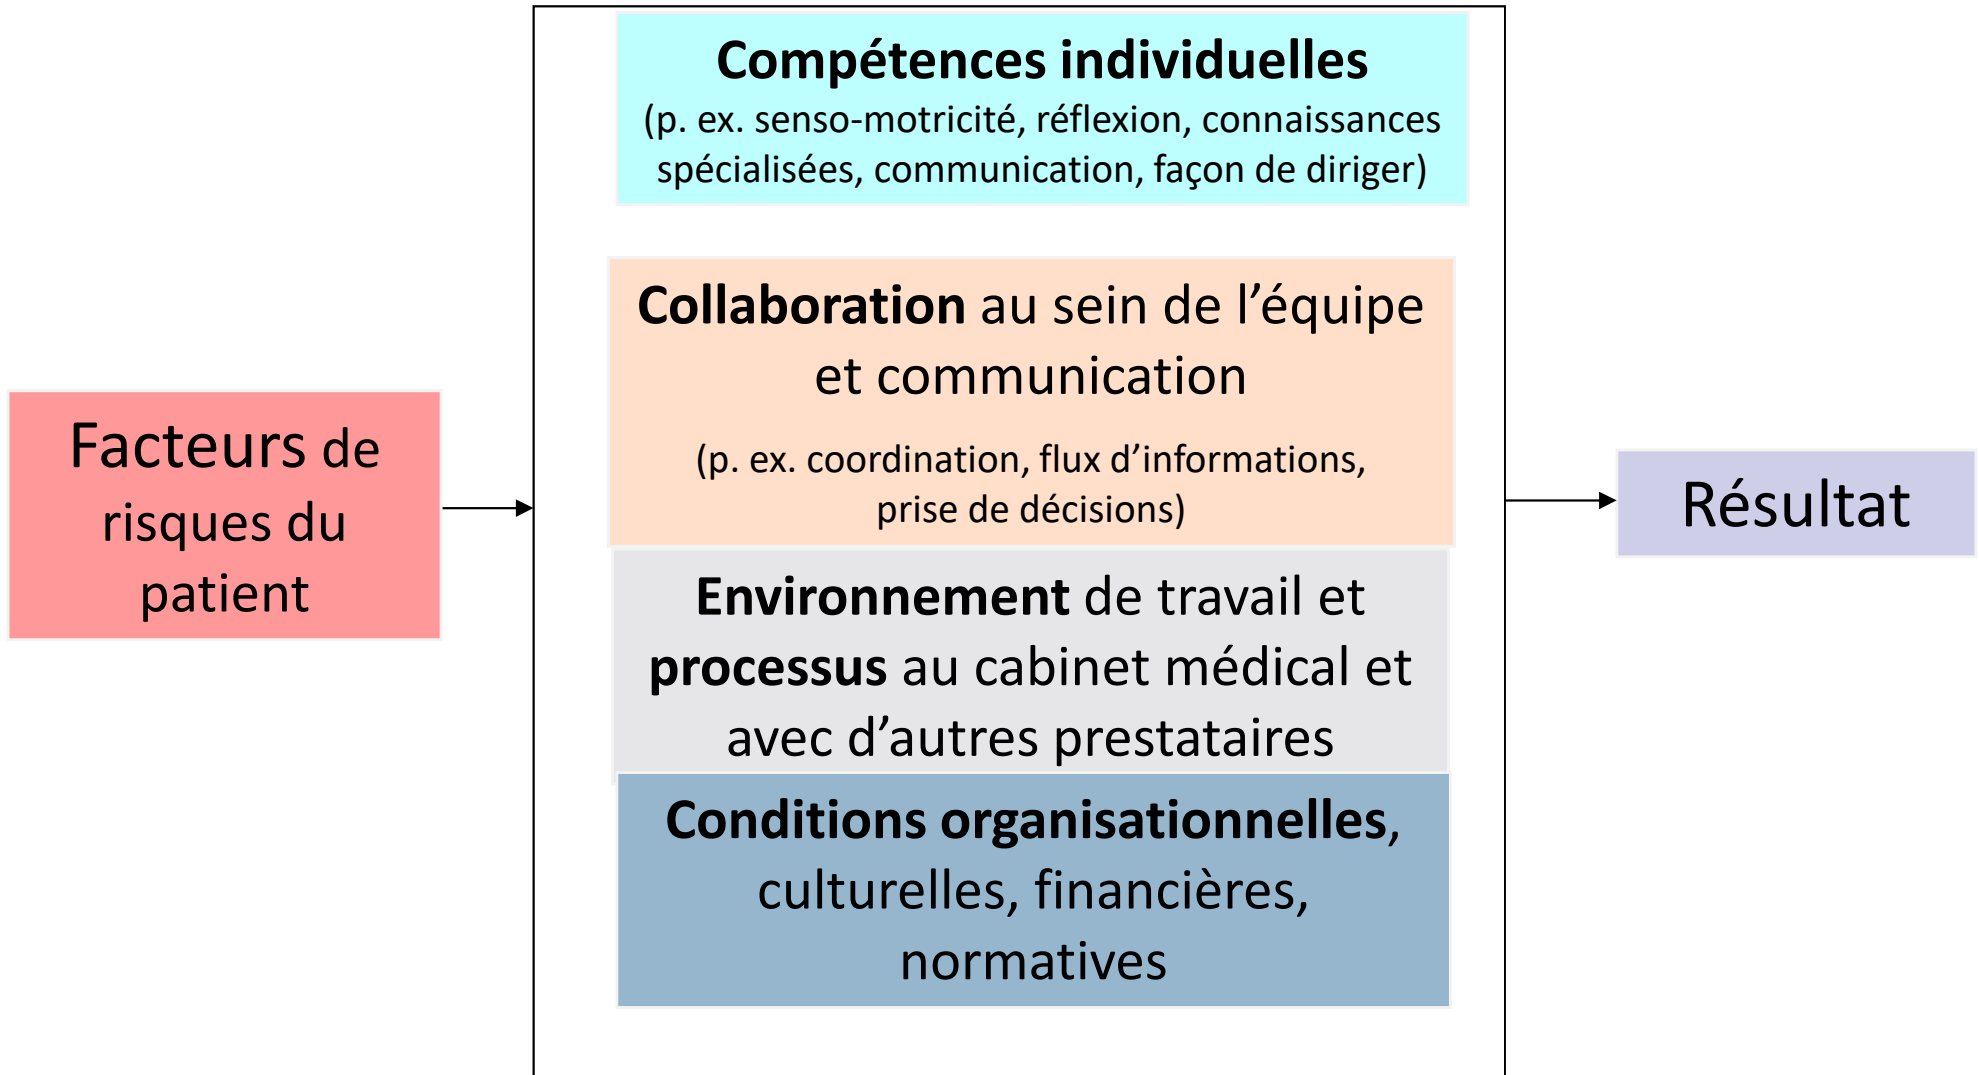 Compétences individuelles
(p. ex. senso-motricité, réflexion, connaissances
spécialisées, communication, façon de diriger)
Collaboration au sein de l’équipe
et communication
(p. ex. coordination, flux d’informations,
prise de décisions)
Facteurs de
risques du
patient
Résultat
Environnement de travail et
processus au cabinet médical et
avec d’autres prestataires
Conditions organisationnelles,
culturelles, financières,
normatives